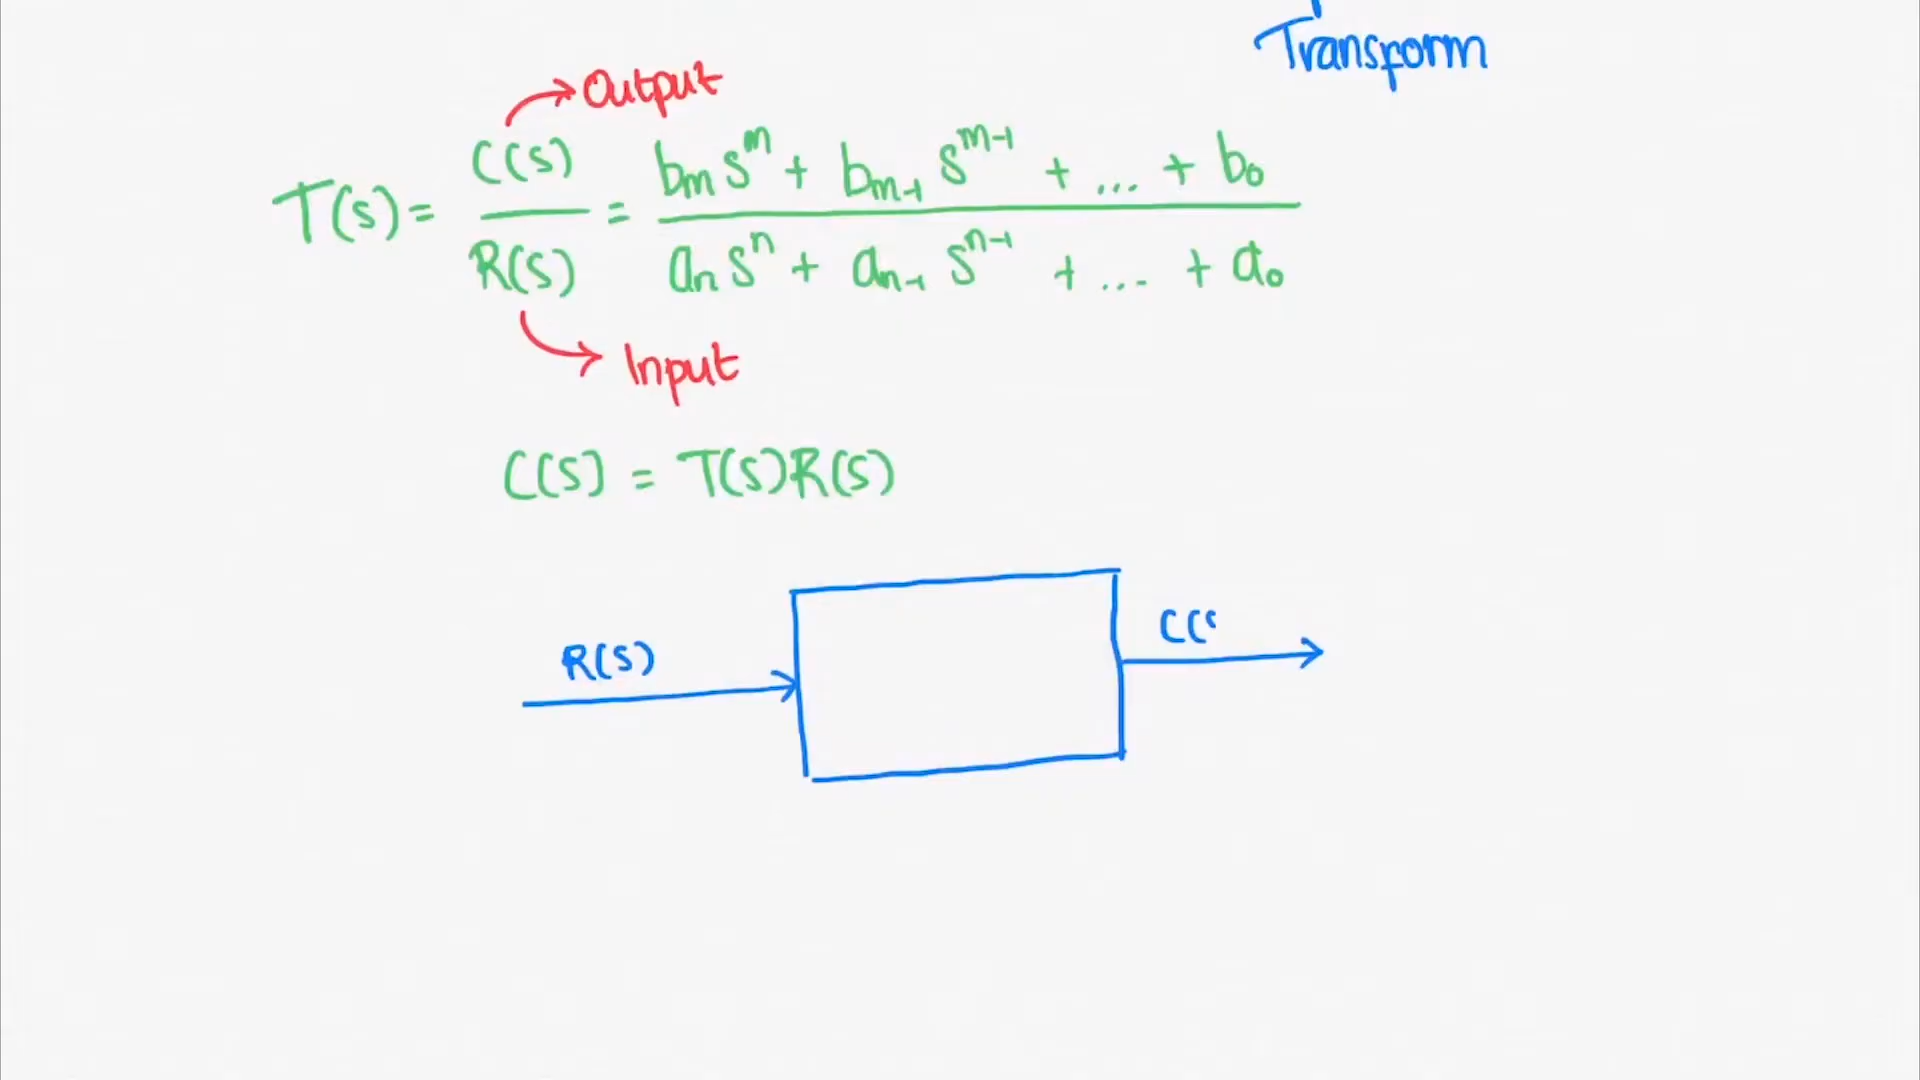 Transform
Output
T(s) = C(s) / R(s) = bm s^m + bm-1 s^m-1 + ... + b0 / an s^n + an-1 s^n-1 + ... + a0
Input
C(s) = T(s)R(s)
R(s)
C(s